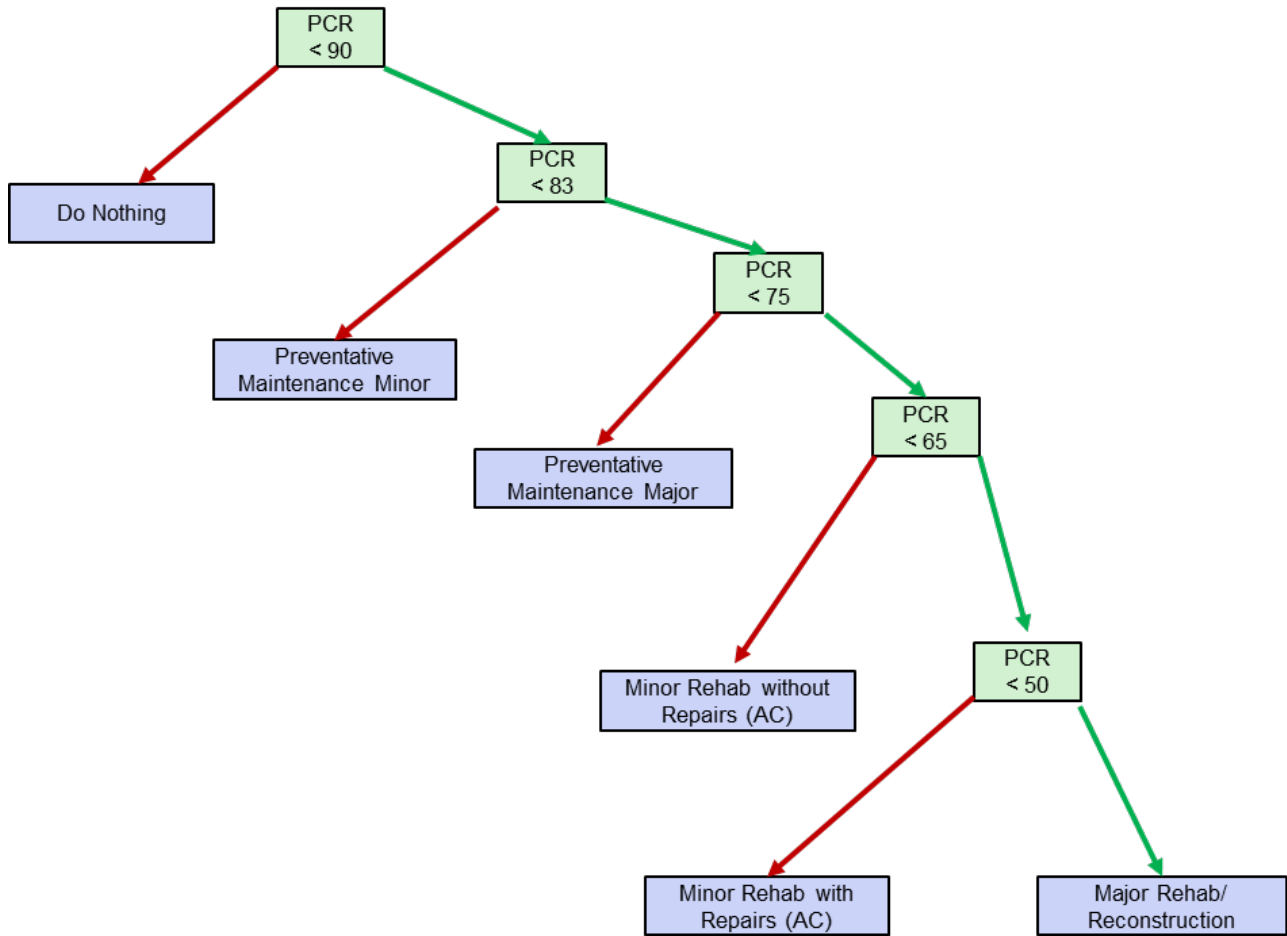 PCR
< 90
PCR
< 83
Do Nothing
PCR
< 75
Preventative
Maintenance Minor
PCR
< 65
Preventative
Maintenance Major
PCR
< 50
Minor Rehab without
Repairs (AC)
Minor Rehab with
Repairs (AC)
Major Rehab/
Reconstruction